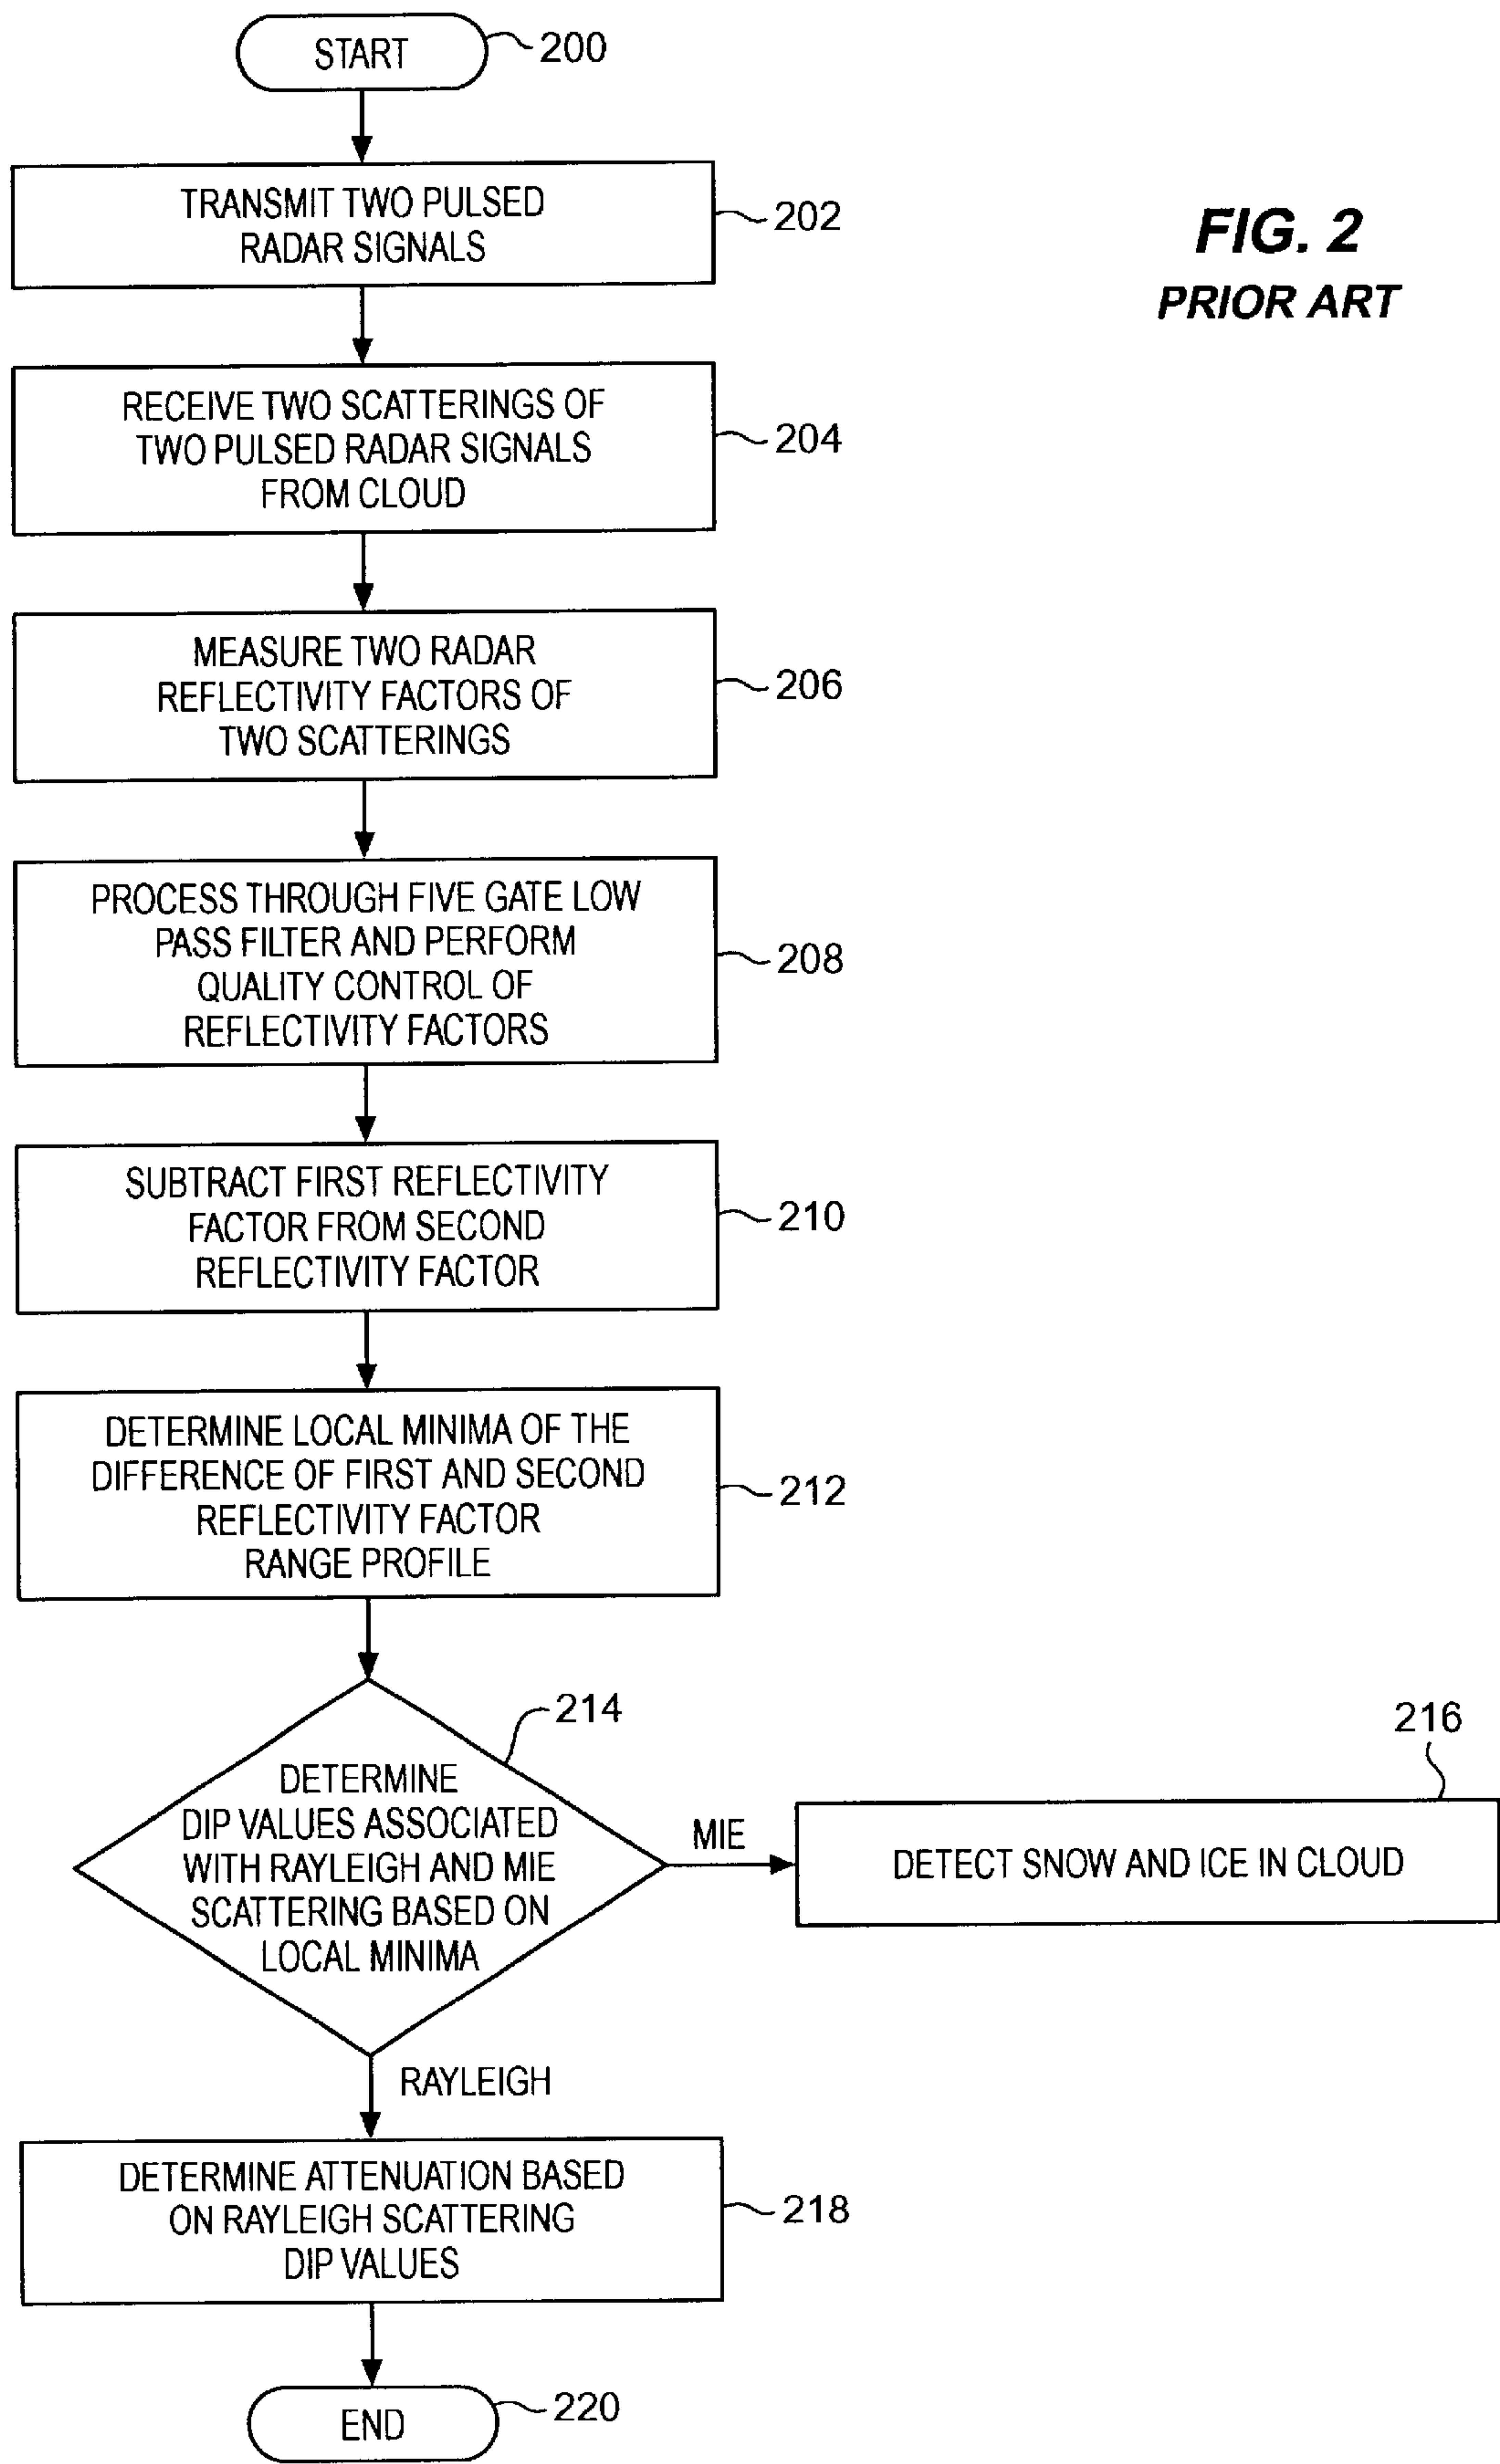 START
200
TRANSMIT TWO PULSED
RADAR SIGNALS
202
FIG. 2
PRIOR ART
RECEIVE TWO SCATTERINGS OF
TWO PULSED RADAR SIGNALS
FROM CLOUD
204
MEASURE TWO RADAR
REFLECTIVITY FACTORS OF
TWO SCATTERINGS
206
PROCESS THROUGH FIVE GATE LOW
PASS FILTER AND PERFORM
QUALITY CONTROL OF
REFLECTIVITY FACTORS
208
SUBTRACT FIRST REFLECTIVITY
FACTOR FROM SECOND
REFLECTIVITY FACTOR
210
DETERMINE LOCAL MINIMA OF THE
DIFFERENCE OF FIRST AND SECOND
REFLECTIVITY FACTOR
RANGE PROFILE
212
DETERMINE
DIP VALUES ASSOCIATED
WITH RAYLEIGH AND MIE
SCATTERING BASED ON
LOCAL MINIMA
214
MIE
216
DETECT SNOW AND ICE IN CLOUD
RAYLEIGH
DETERMINE ATTENUATION BASED
ON RAYLEIGH SCATTERING
DIP VALUES
218
END
220